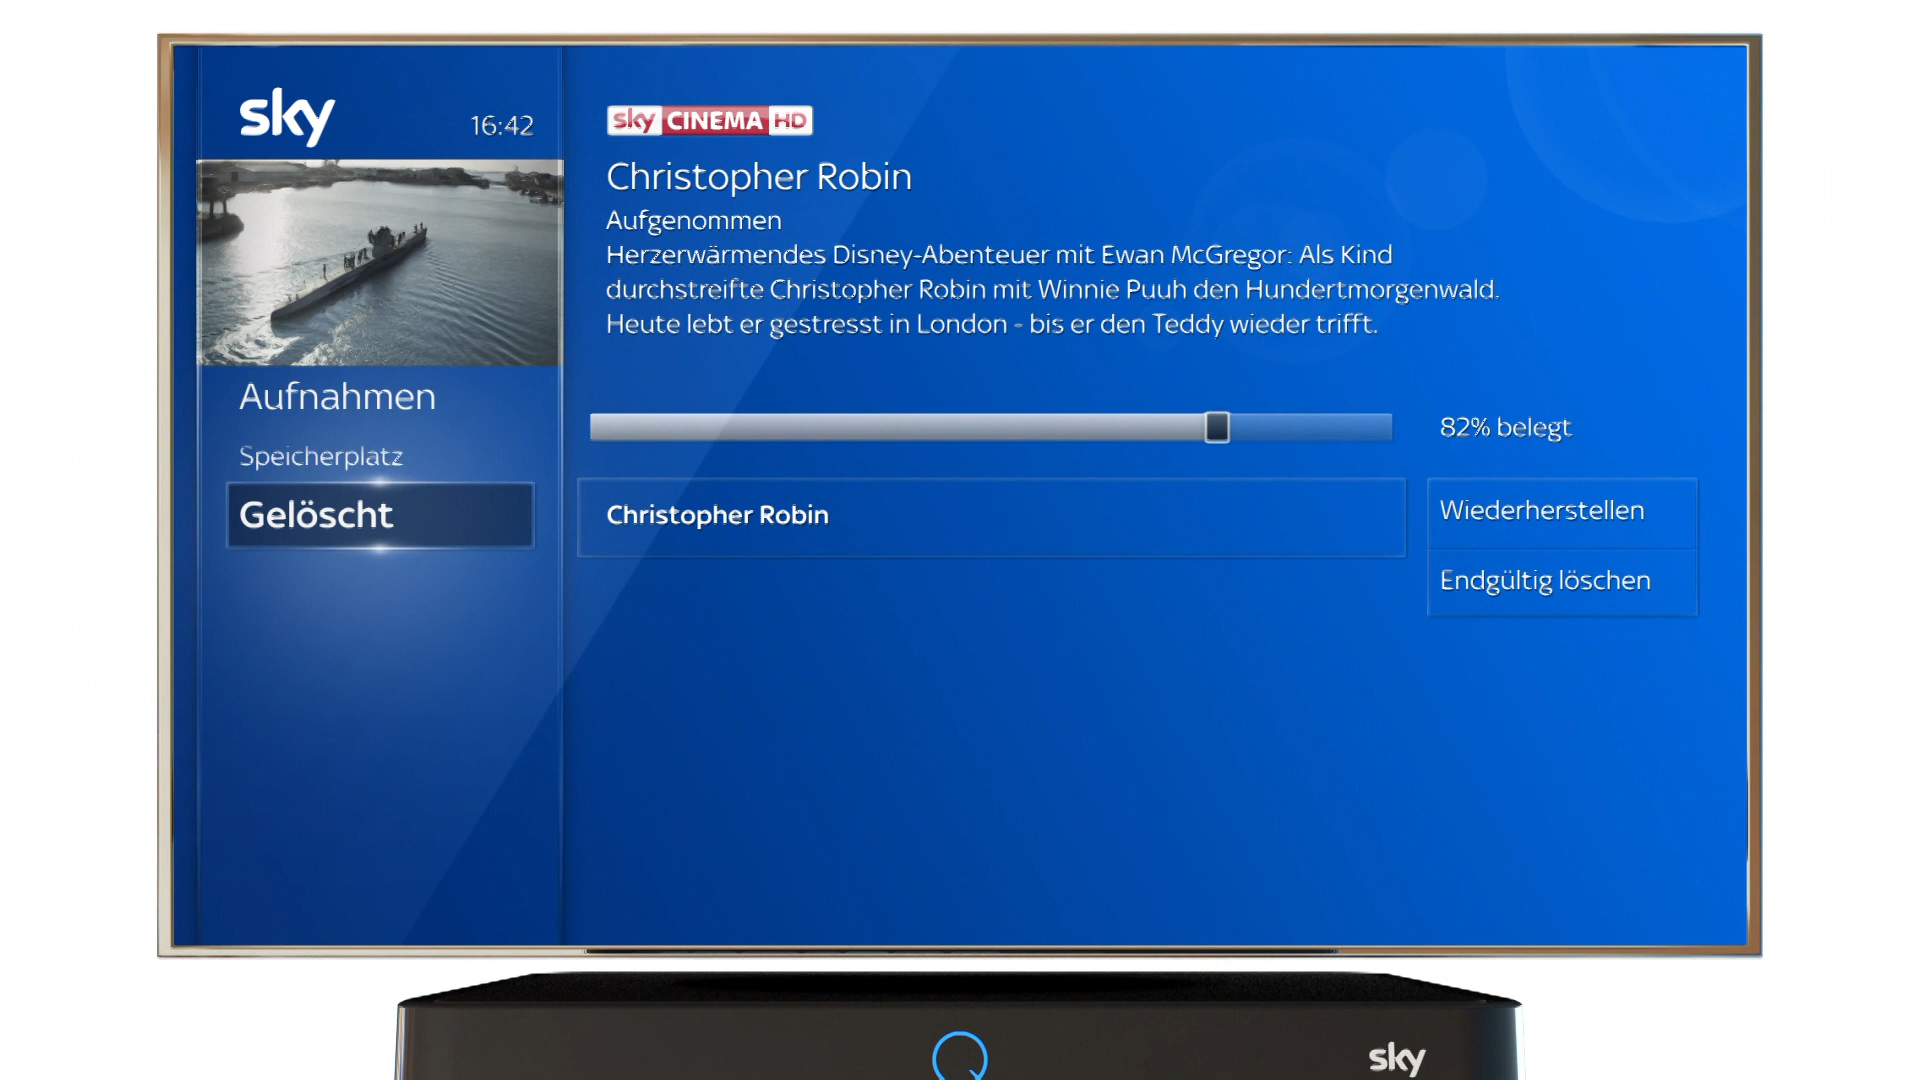 sky
16:42
Aufnahmen
Speicherplatz
Gelöscht
sky CINEMA HD
Christopher Robin
Aufgenommen
Herzerwärmendes Disney-Abenteuer mit Ewan McGregor: Als Kind
durchstreifte Christopher Robin mit Winnie Puuh den Hundertmorgenwald.
Heute lebt er gestresst in London - bis er den Teddy wieder trifft.
82% belegt
Christopher Robin
Wiederherstellen
Endgültig löschen
sky